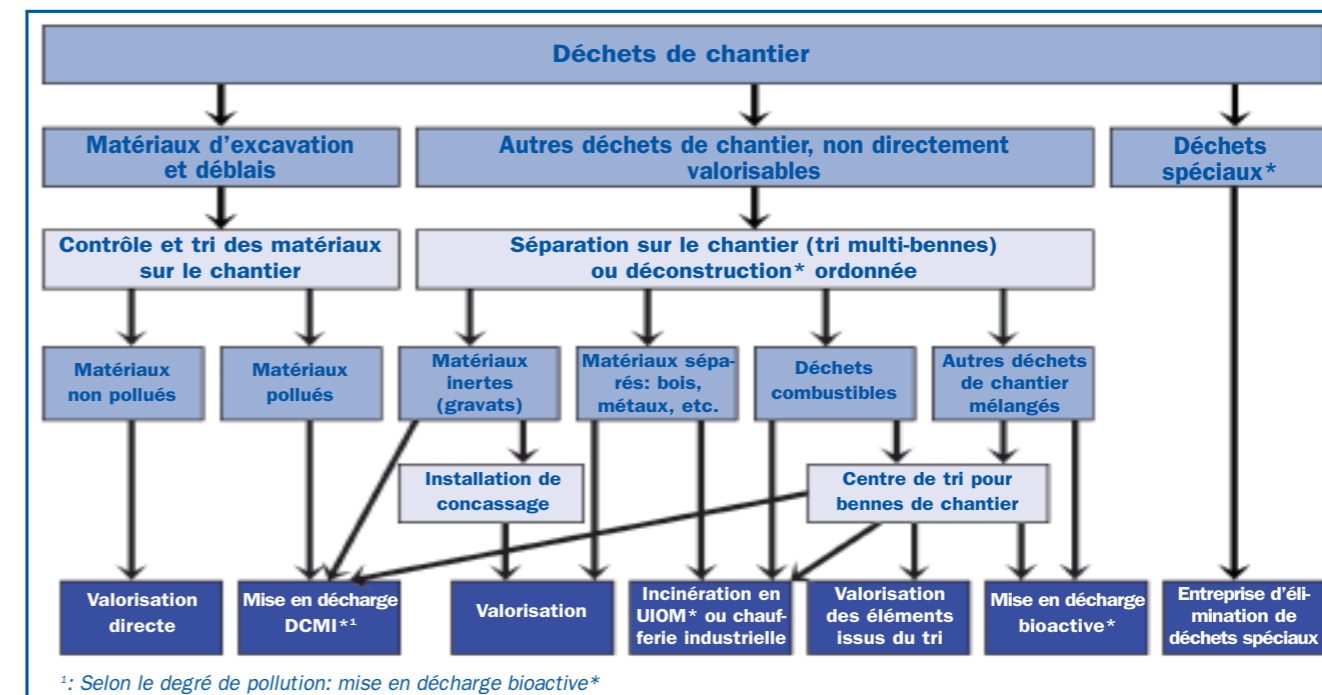 Déchets de chantier
Matériaux d'excavation
et déblais
Autres déchets de chantier, non directement
valorisables
Déchets
spéciaux*
Contrôle et tri des matériaux
sur le chantier
Séparation sur le chantier (tri multi-bennes)
ou déconstruction* ordonnée
Matériaux
non pollués
Matériaux
pollués
Matériaux
inertes
(gravats)
Matériaux sépa-
rés: bois,
métaux, etc.
Déchets
combustibles
Autres déchets
de chantier
mélangés
Installation de
concassage
Centre de tri pour
bennes de chantier
Valorisation
directe
Mise en décharge
DCMI*¹
Valorisation
Incinération en
UIOM* ou chauf-
ferie industrielle
Valorisation
des éléments
issus du tri
Mise en décharge
bioactive*
Entreprise d'éli-
mination de
déchets spéciaux
¹: Selon le degré de pollution: mise en décharge bioactive*